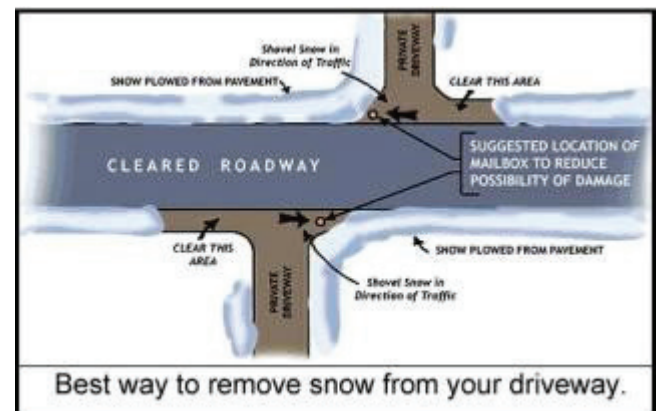 Shovel Snow in
Direction of Traffic
PRIVATE
DRIVEWAY
SNOW PLOWED FROM PAVEMENT
CLEAR THIS AREA
CLEARED ROADWAY
SUGGESTED LOCATION OF
MAILBOX TO REDUCE
POSSIBILITY OF DAMAGE
CLEAR THIS
AREA
SNOW PLOWED FROM PAVEMENT
PRIVATE
DRIVEWAY
Shovel Snow in
Direction of Traffic
Best way to remove snow from your driveway.